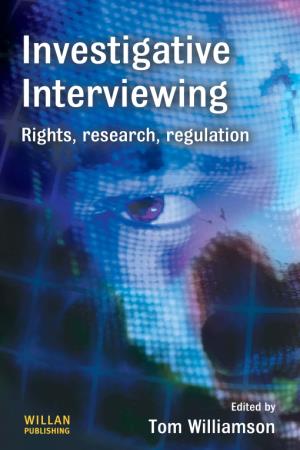 Investigative
Interviewing
Rights, research, regulation
Edited by
Tom Williamson
WILLAN
PUBLISHING